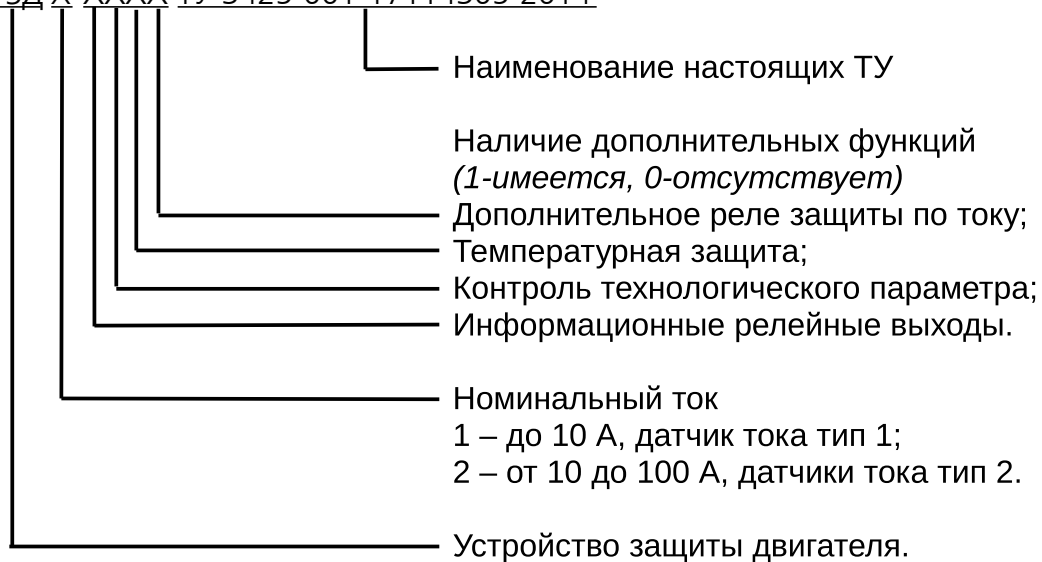 Наименование настоящих ТУ
Наличие дополнительных функций
(1-имеется, 0-отсутствует)
Дополнительное реле защиты по току;
Температурная защита;
Контроль технологического параметра;
Информационные релейные выходы.
Номинальный ток
1 – до 10 А, датчик тока тип 1;
2 – от 10 до 100 А, датчики тока тип 2.
Устройство защиты двигателя.